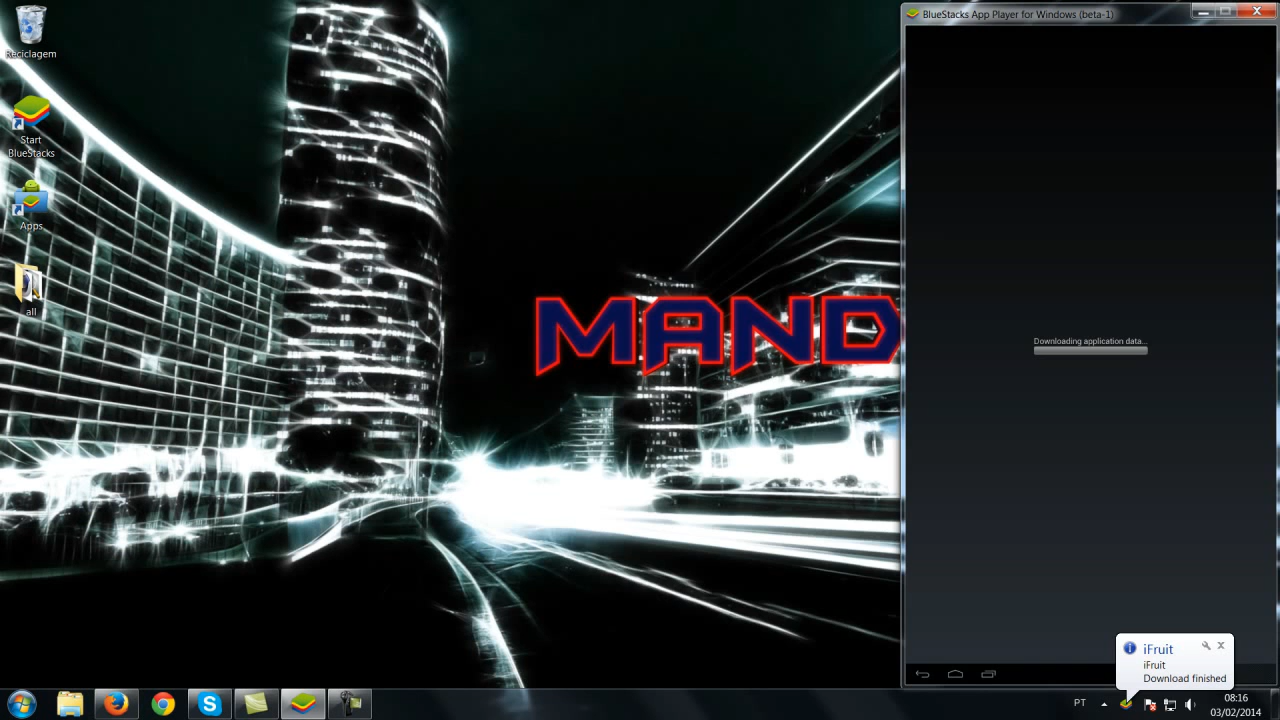 Reciclagem
Start
BlueStacks
Apps
all
MAND
BlueStacks App Player for Windows (beta-1)
Downloading application data...
iFruit
iFruit
Download finished
PT
08:16
03/02/2014